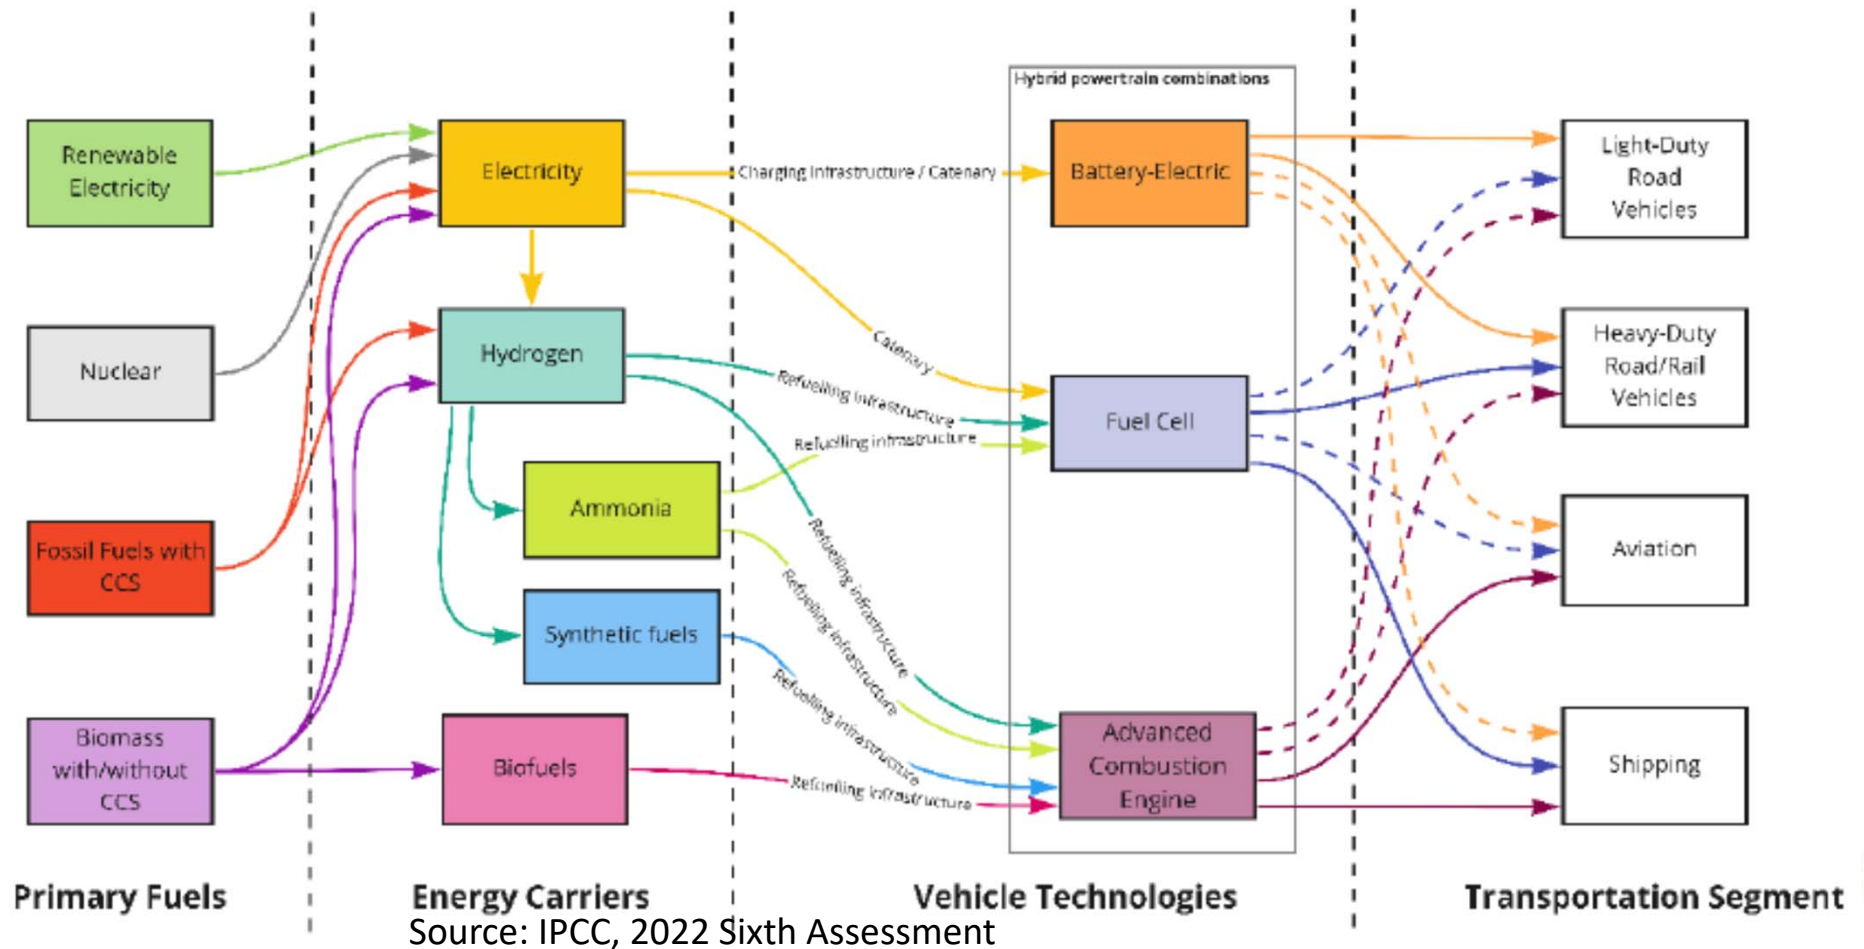 Hybrid powertrain combinations
Renewable
Electricity
Electricity
Charging Infrastructure / Catenary
Battery-Electric
Light-Duty
Road
Vehicles
Nuclear
Hydrogen
Catenary
Refuelling Infrastructure
Refuelling infrastructure
Fuel Cell
Heavy-Duty
Road/Rail
Vehicles
Fossil Fuels with
CCS
Ammonia
Refuelling infrastructure
Refuelling infrastructure
Aviation
Synthetic fuels
Refuelling infrastructure
Biomass
with/without
CCS
Biofuels
Refuelling infrastructure
Advanced
Combustion
Engine
Shipping
Primary Fuels
Energy Carriers
Vehicle Technologies
Transportation Segment
Source: IPCC, 2022 Sixth Assessment